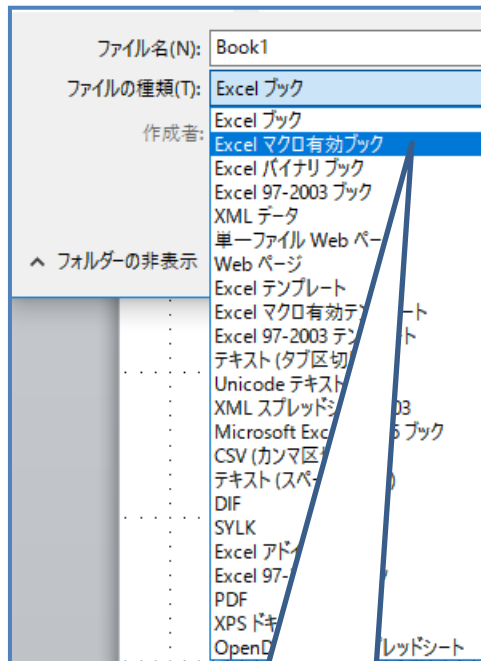 ファイル名(N): Book1
ファイルの種類(T): Excel ブック
作成者:
Excel ブック
Excel マクロ有効ブック
Excel バイナリ ブック
Excel 97-2003 ブック
XML データ
単一ファイル Web ペー
フォルダーの非表示
Web ページ
Excel テンプレート
Excel マクロ有効テン ート
Excel 97-2003 テン ト
テキスト (タブ区切
Unicode テキスト
XML スプレッドシ 03
Microsoft Exc 5 ブック
CSV (カンマ区
テキスト (スペ )
DIF
SYLK
Excel アドイ
Excel 97-
PDF
XPS ドキ
OpenD レッドシート